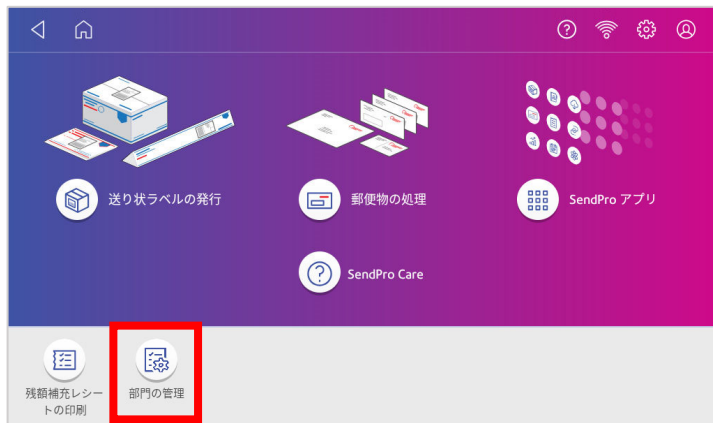 送り状ラベルの発行
郵便物の処理
SendPro アプリ
SendPro Care
残額補充レシー
トの印刷
部門の管理